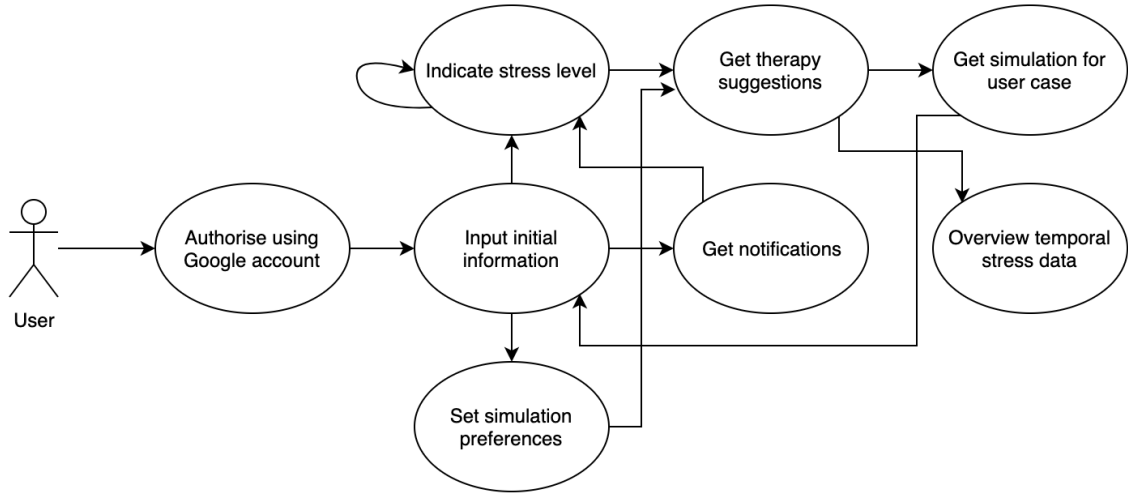 Indicate stress level
Get therapy
suggestions
Get simulation for
user case
Authorise using
Google account
Input initial
information
Get notifications
Overview temporal
stress data
User
Set simulation
preferences